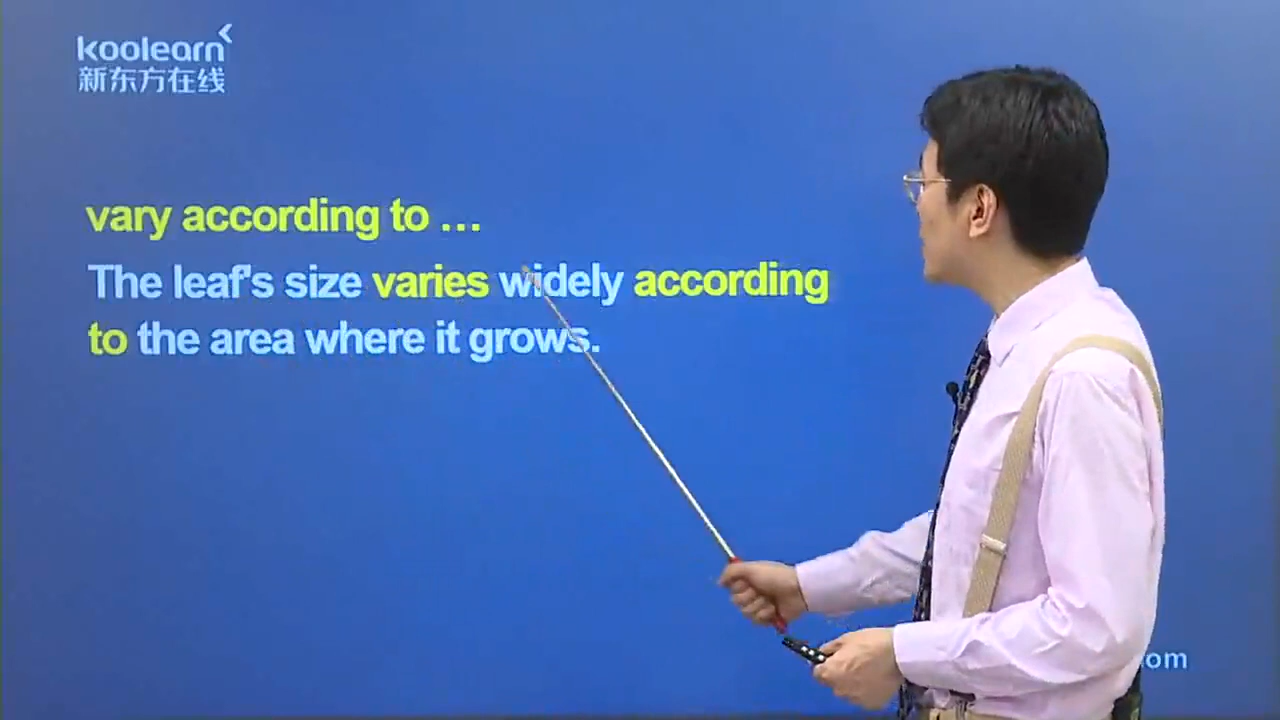 koolearn
新东方在线
vary according to …
The leaf's size varies widely according
to the area where it grows.
om